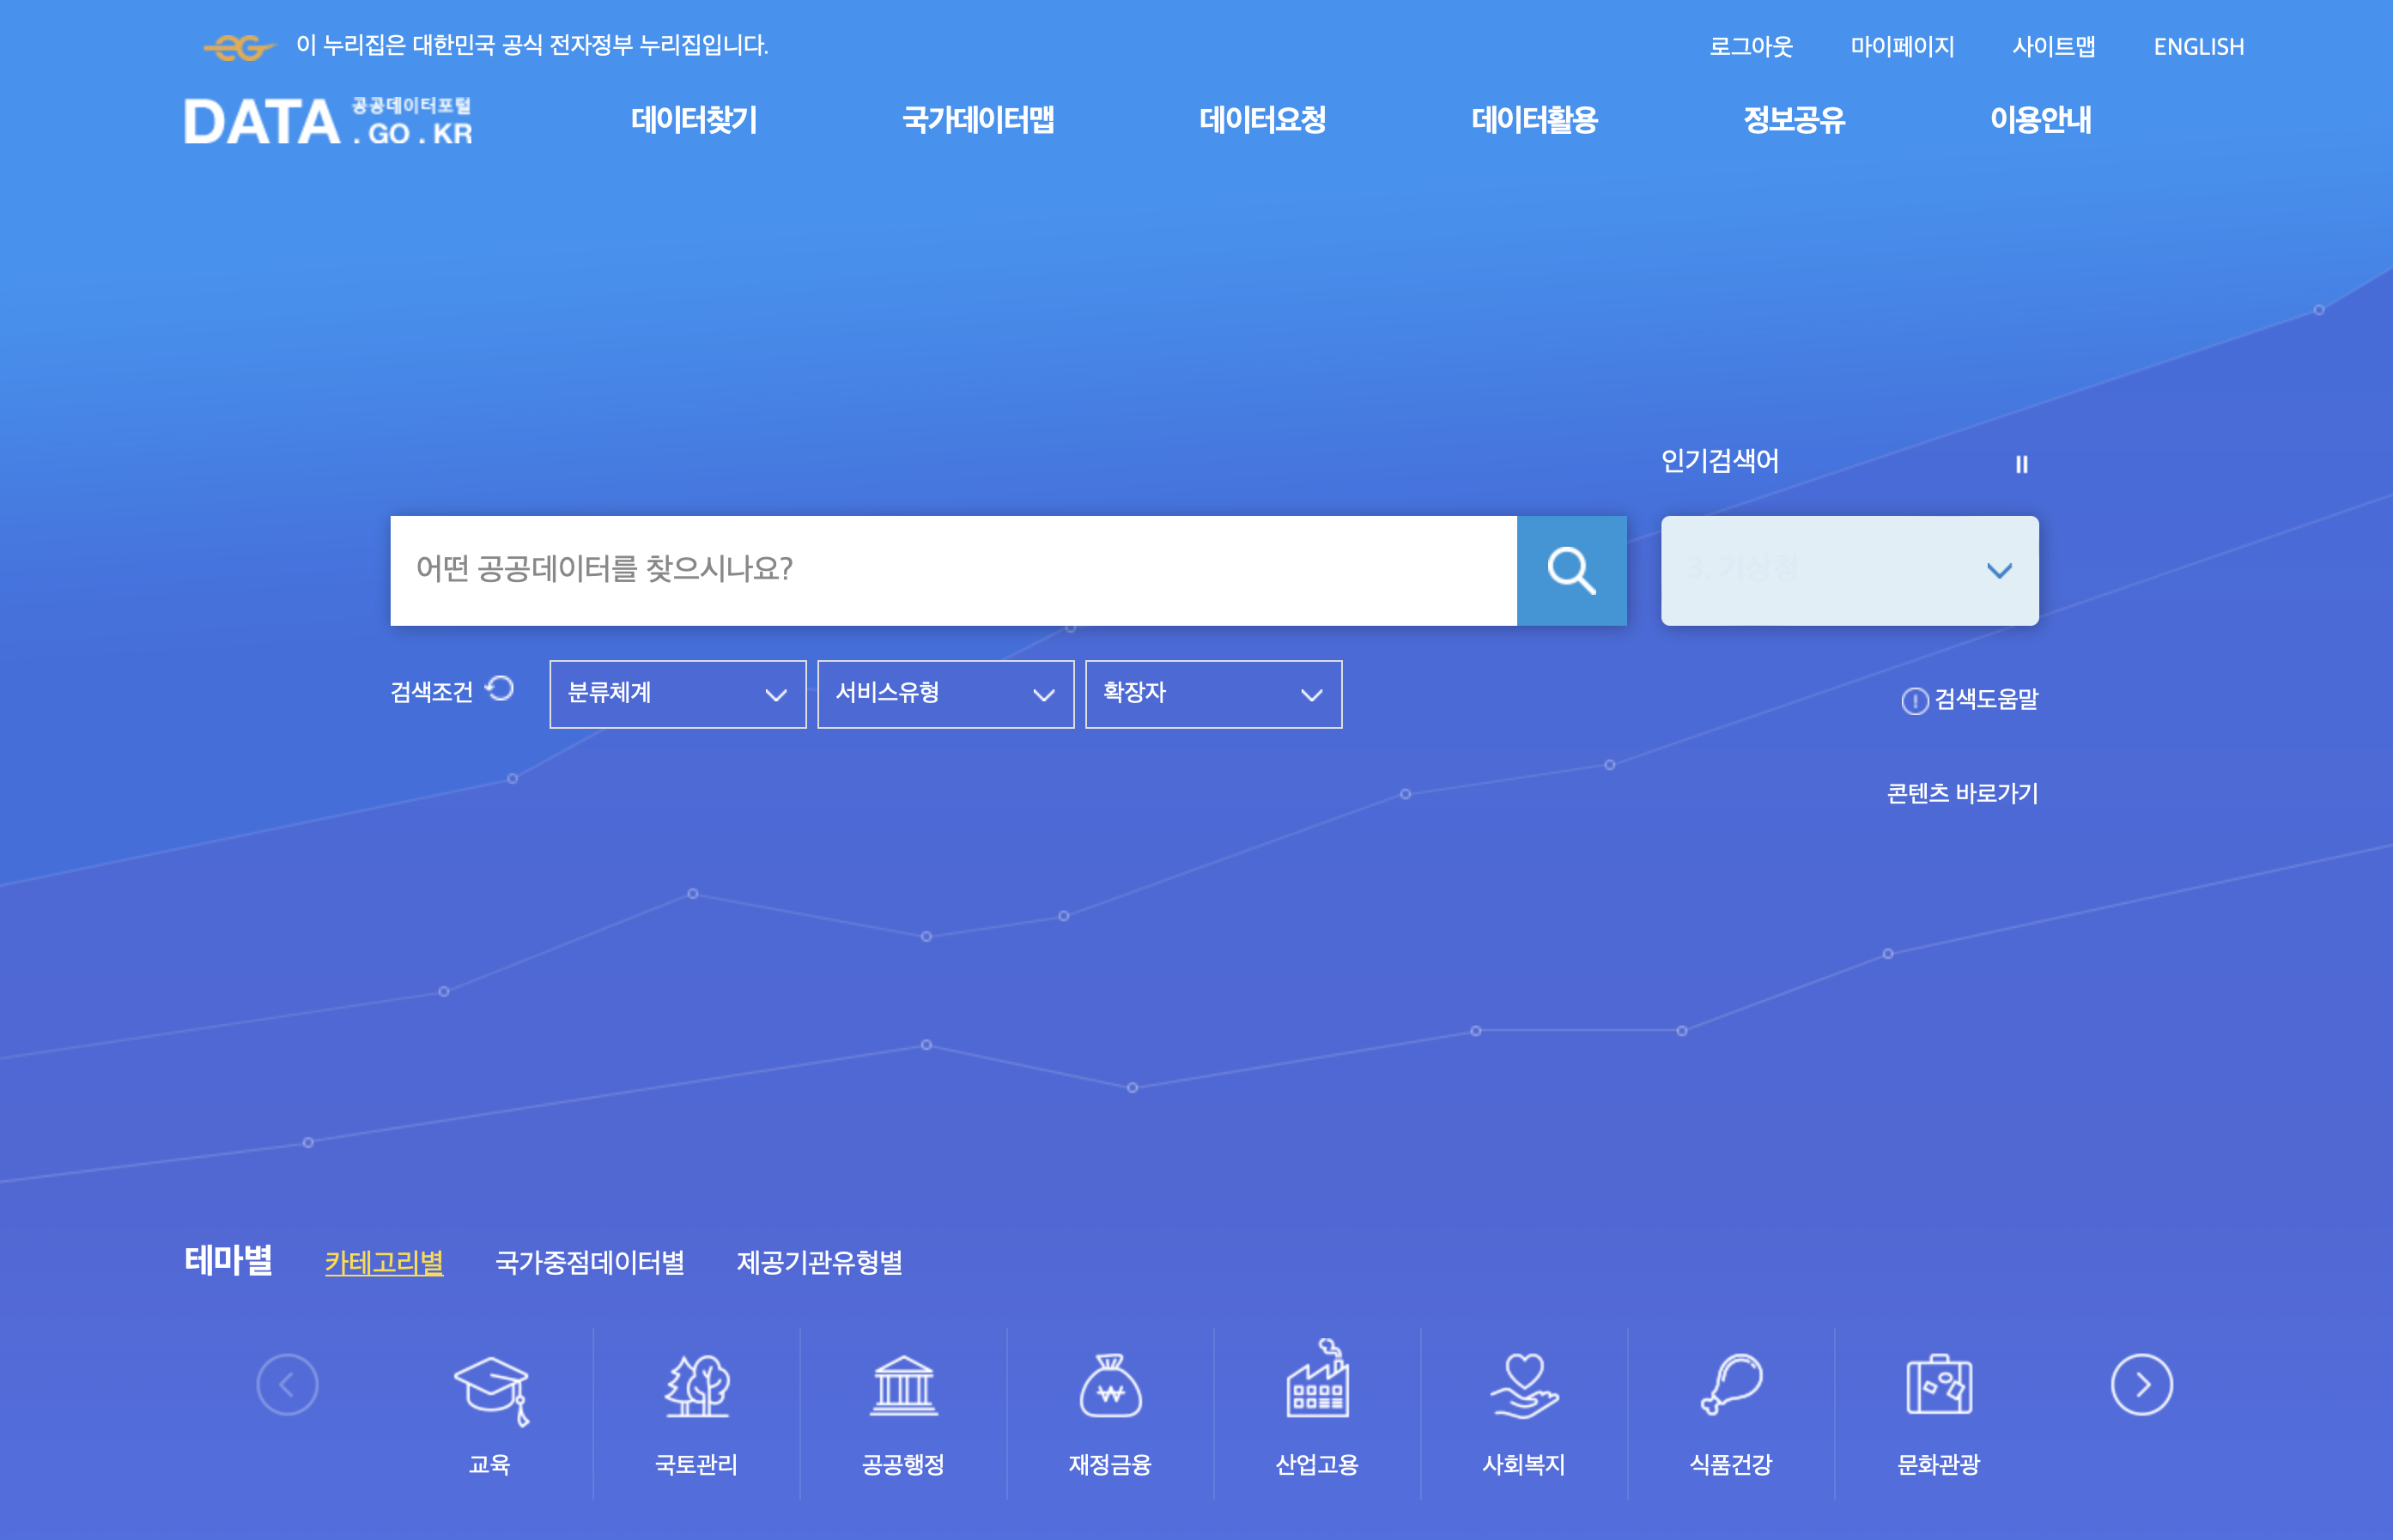 이 누리집은 대한민국 공식 전자정부 누리집입니다.
로그아웃 마이페이지 사이트맵 ENGLISH
DATA 공공데이터포털 . GO . KR
데이터찾기 국가데이터맵 데이터요청 데이터활용 정보공유 이용안내
인기검색어
어떤 공공데이터를 찾으시나요?
3. 기상청
검색조건 분류체계 서비스유형 확장자
검색도움말
콘텐츠 바로가기
테마별 카테고리별 국가중점데이터별 제공기관유형별
교육 국토관리 공공행정 재정금융 산업고용 사회복지 식품건강 문화관광